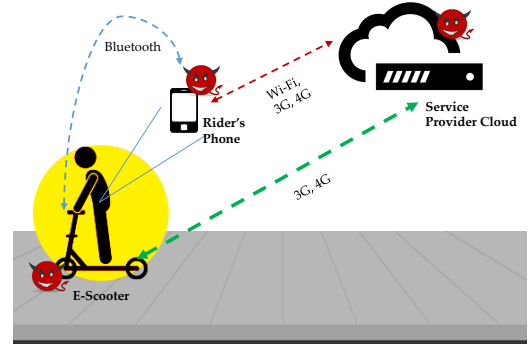 Bluetooth
Wi-Fi,
3G, 4G
Rider's
Phone
Service
Provider Cloud
3G, 4G
E-Scooter